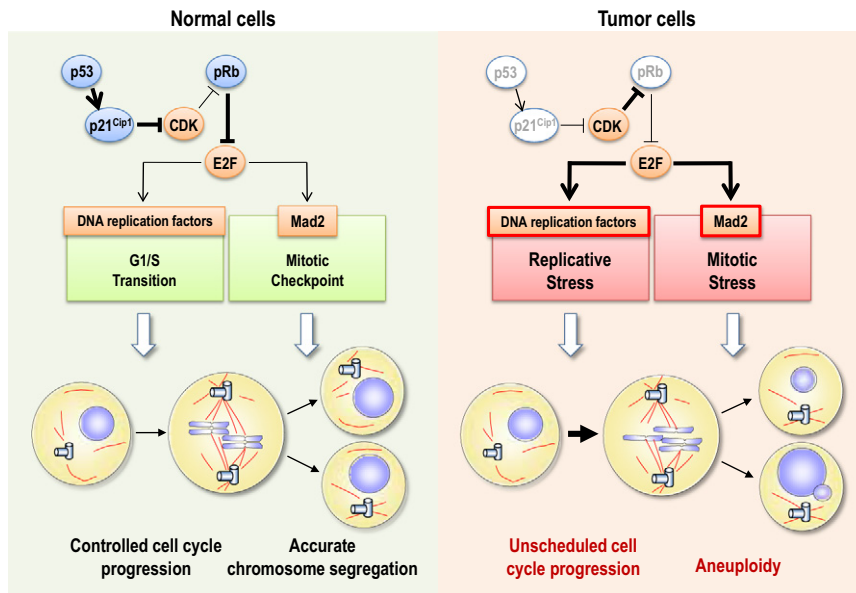 Normal cells
p53
pRb
p21Cip1
CDK
E2F
DNA replication factors
Mad2
G1/S
Transition
Mitotic
Checkpoint
Controlled cell cycle
progression
Accurate
chromosome segregation
Tumor cells
p53
pRb
p21Cip1
CDK
E2F
DNA replication factors
Mad2
Replicative
Stress
Mitotic
Stress
Unscheduled cell
cycle progression
Aneuploidy